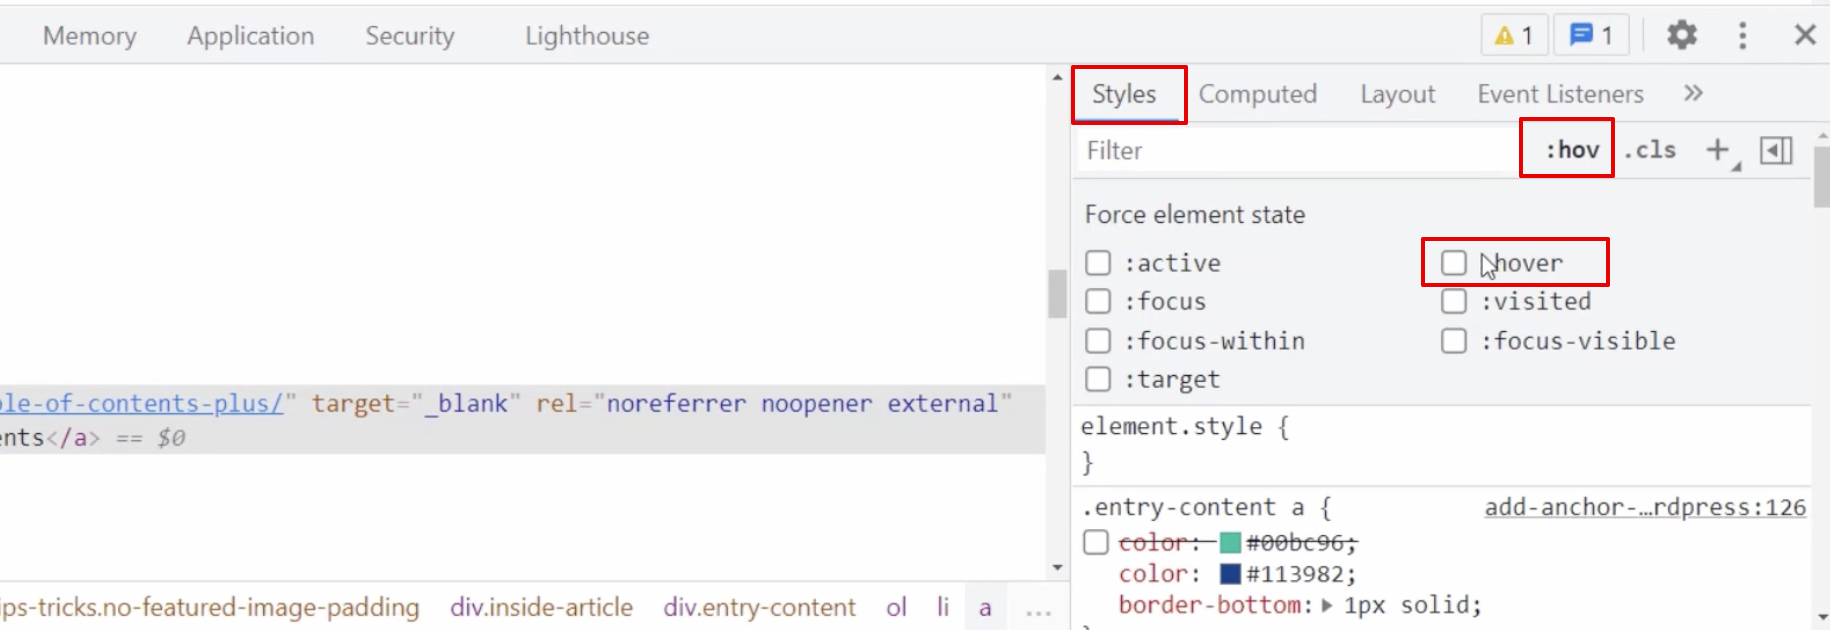 Memory Application Security Lighthouse 1 1
Styles Computed Layout Event Listeners »
Filter :hov .cls +
Force element state
:active hover
:focus :visited
:focus-within :focus-visible
:target
ole-of-contents-plus/" target="_blank" rel="noreferrer noopener external"
ents</a> == $0
element.style {
}
.entry-content a { add-anchor-…rdpress:126
color: #00bc96;
color: #113982;
border-bottom: 1px solid;
ips-tricks.no-featured-image-padding div.inside-article div.entry-content ol li a ...